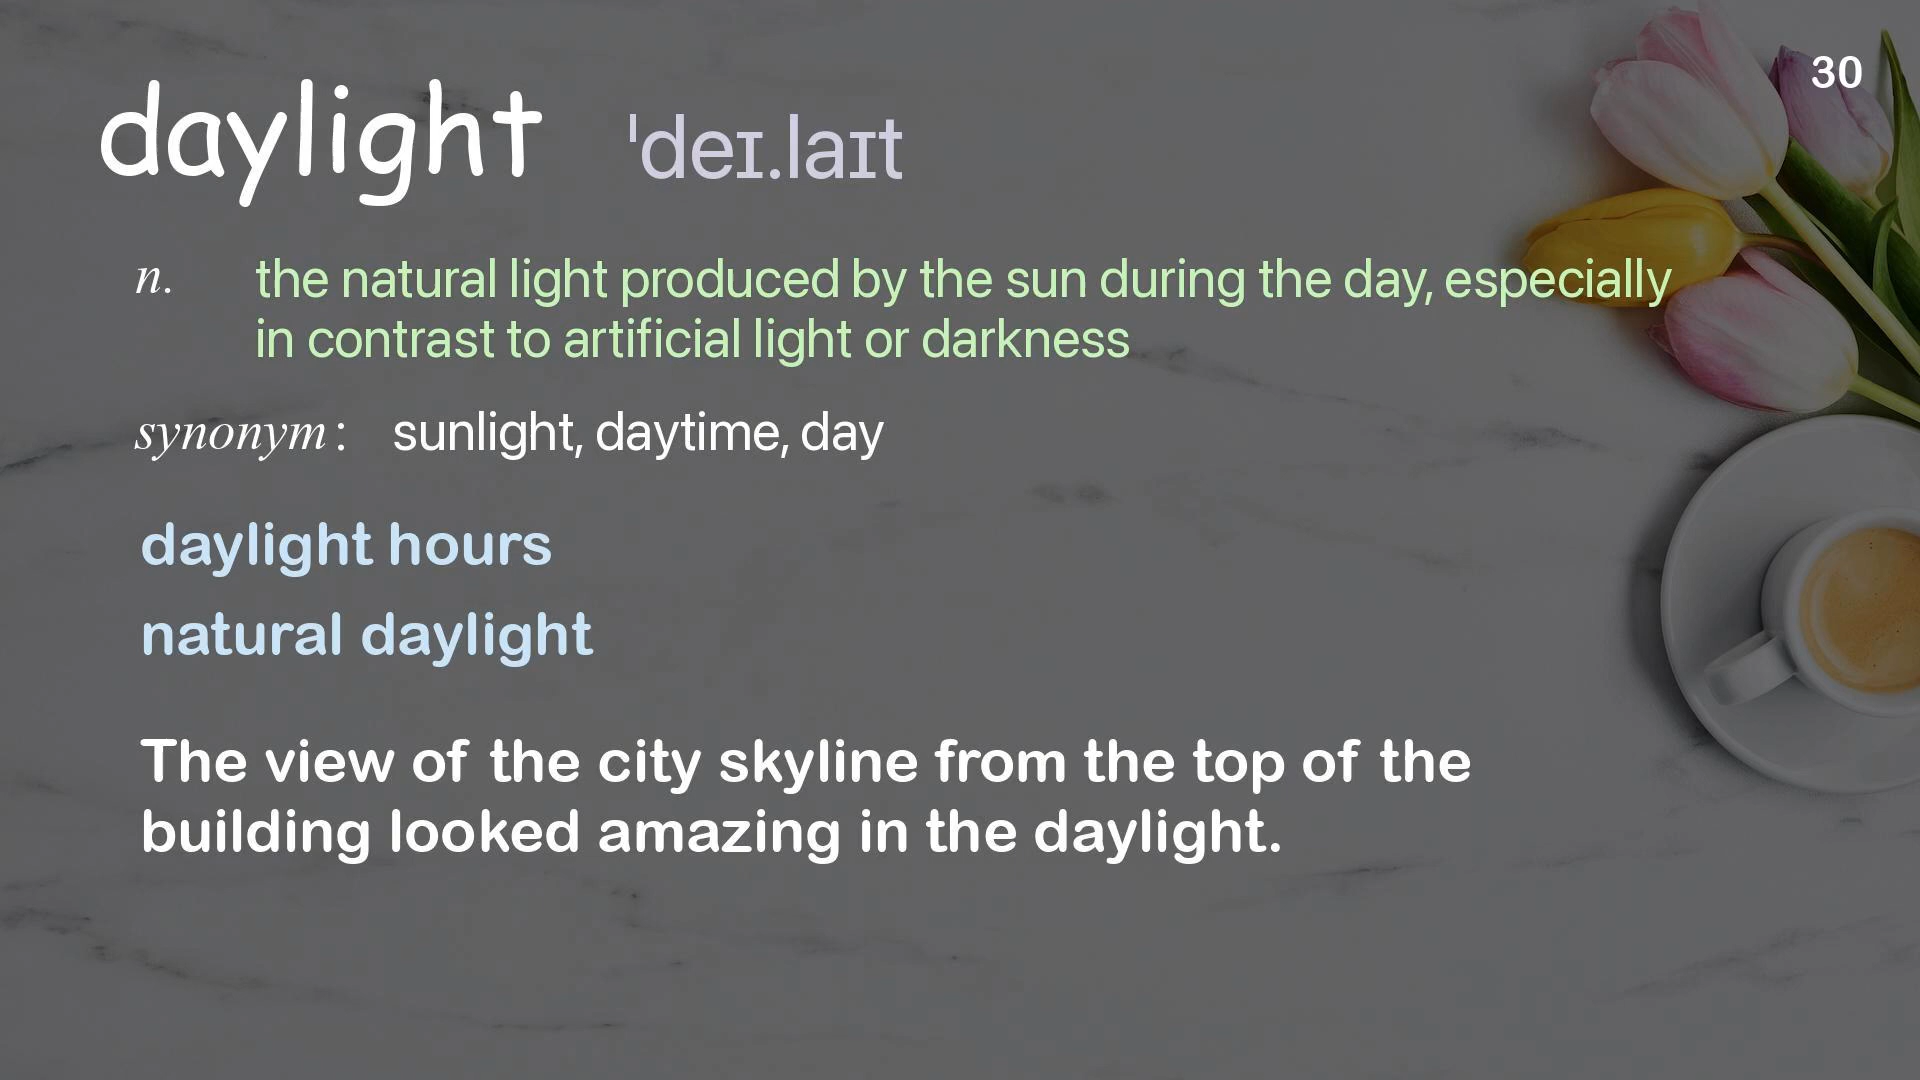 30
daylight ˈdeɪ.laɪt
n. the natural light produced by the sun during the day, especially
in contrast to artificial light or darkness
synonym: sunlight, daytime, day
daylight hours
natural daylight
The view of the city skyline from the top of the
building looked amazing in the daylight.